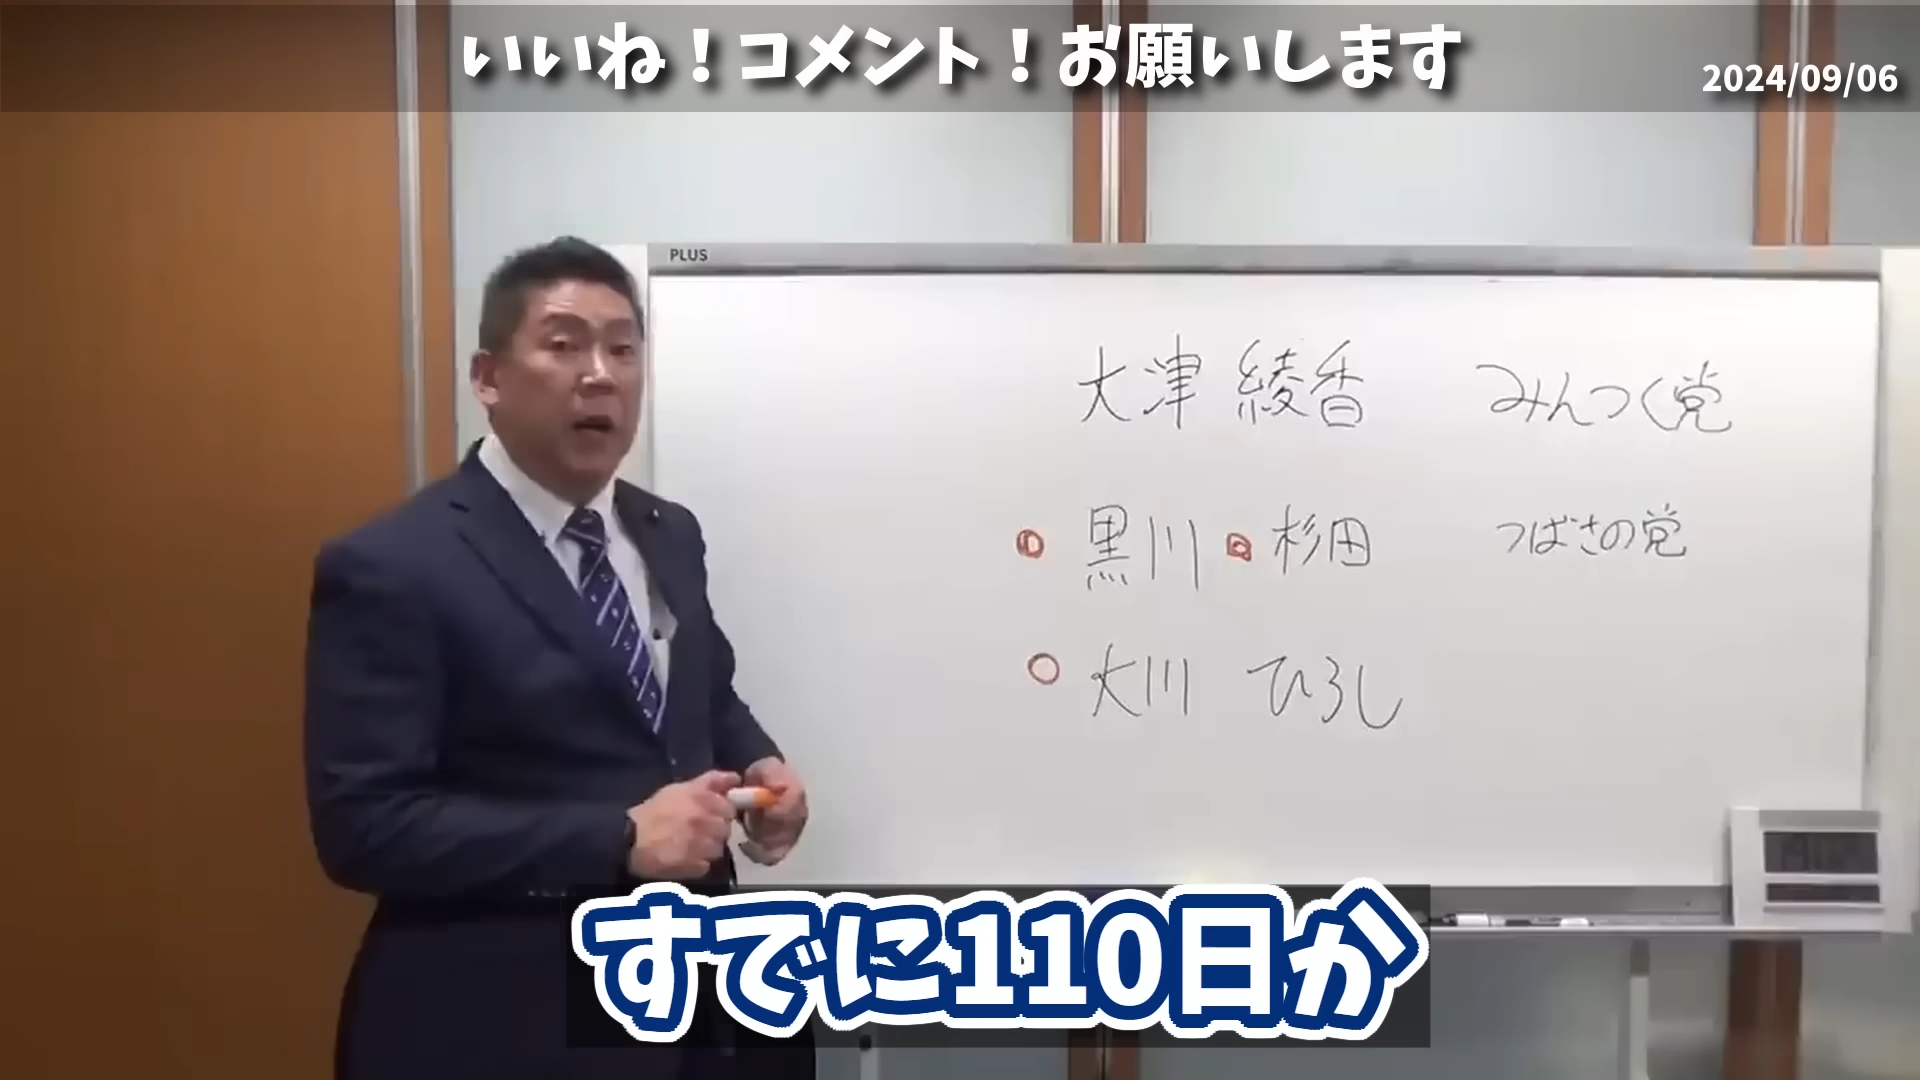 いいね！コメント！お願いします
2024/09/06
PLUS
大津 綾香 みんつく党
黒川 杉田 つばさの党
大川 ひろし
すでに110日か